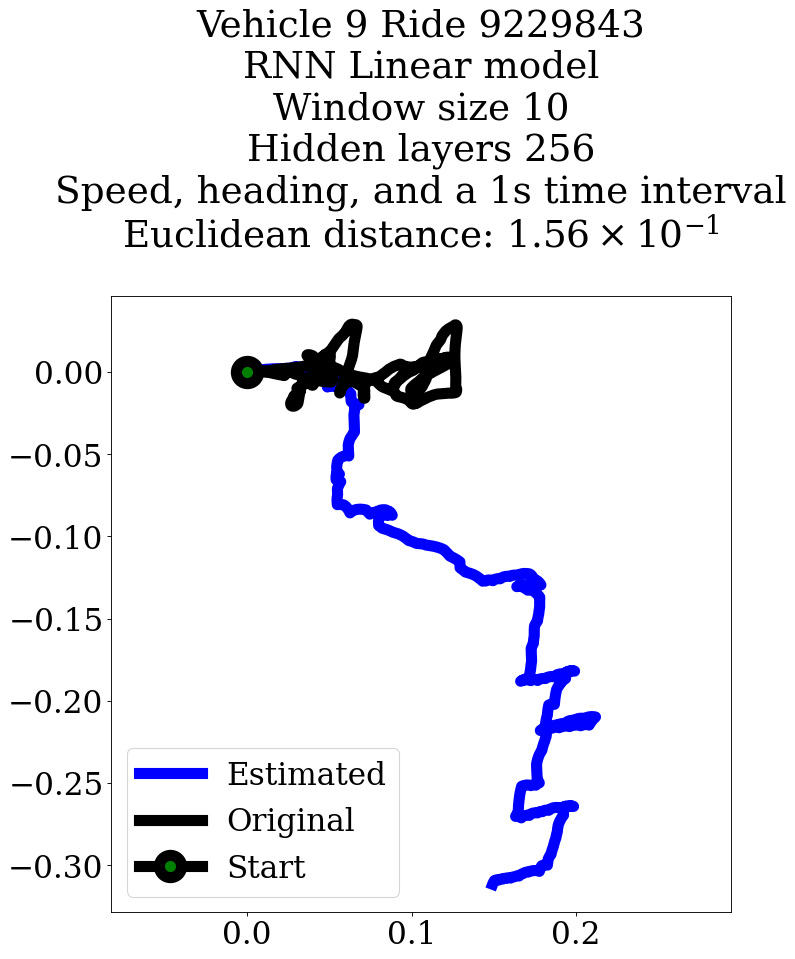 Vehicle 9 Ride 9229843
RNN Linear model
Window size 10
Hidden layers 256
Speed, heading, and a 1s time interval
Euclidean distance: 1.56 × 10⁻¹
0.00
−0.05
−0.10
−0.15
−0.20
−0.25
−0.30
Estimated
Original
Start
0.0 0.1 0.2